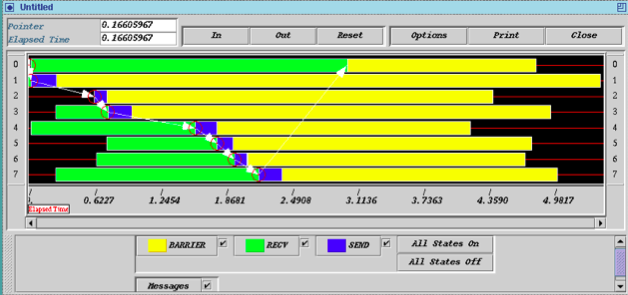 Untitled
Pointer 0.16605967
Elapsed Time 0.16605967
In Out Reset Options Print Close
0 0
1 1
2 2
3 3
4 4
5 5
6 6
7 7
0.6227 1.2454 1.8681 2.4908 3.1136 3.7363 4.3590 4.9817
Elapsed Time
BARRIER RECV SEND All States On
All States Off
Messages